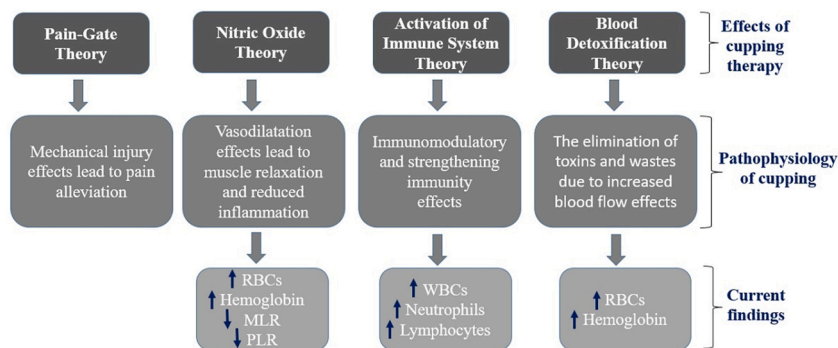 Pain-Gate
Theory
Nitric Oxide
Theory
Activation of
Immune System
Theory
Blood
Detoxification
Theory
Effects of
cupping
therapy
Mechanical injury
effects lead to pain
alleviation
Vasodilatation
effects lead to
muscle relaxation
and reduced
inflammation
Immunomodulatory
and strengthening
immunity
effects
The elimination of
toxins and wastes
due to increased
blood flow effects
Pathophysiology
of cupping
↑ RBCs
↑ Hemoglobin
↓ MLR
↓ PLR
↑ WBCs
↑ Neutrophils
↑ Lymphocytes
↑ RBCs
↑ Hemoglobin
Current
findings